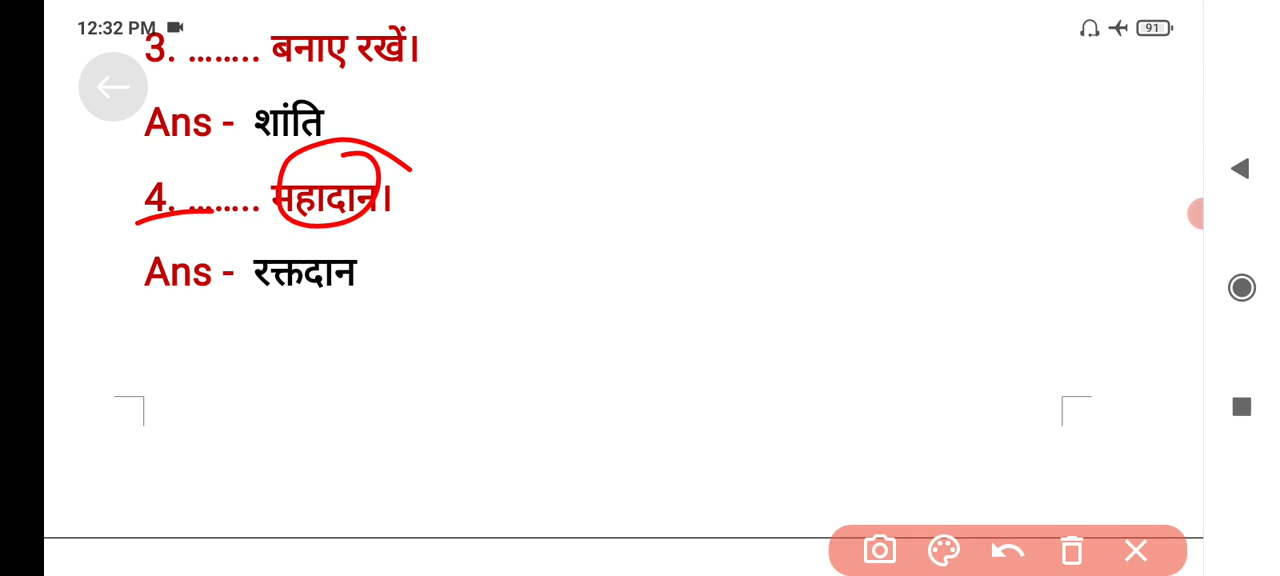 12:32 PM
91
3. …….. बनाए रखें।
Ans - शांति
4. …….. महादान।
Ans - रक्तदान